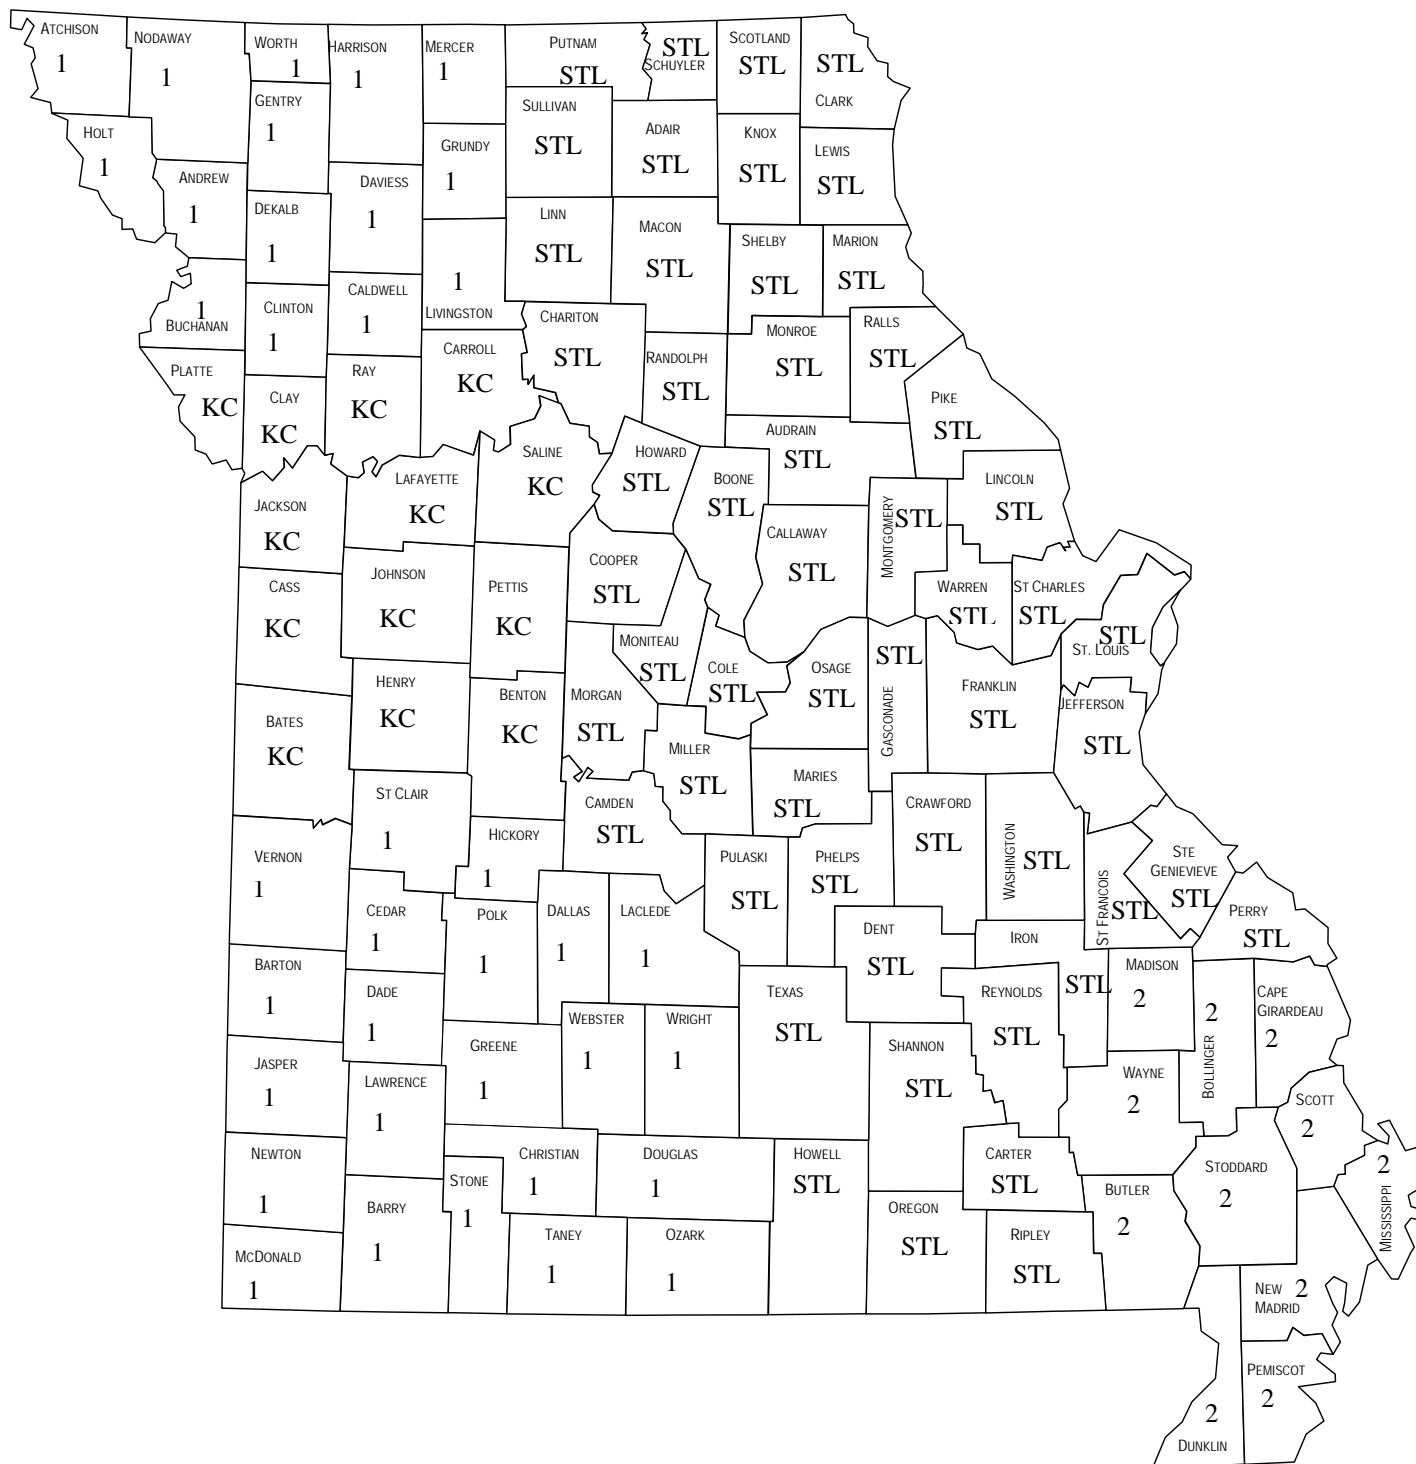 ATCHISON
1
NODAWAY
1
WORTH
1
HARRISON
1
MERCER
1
PUTNAM
STL
STL
SCHUYLER
SCOTLAND
STL
STL
CLARK
HOLT
1
GENTRY
1
GRUNDY
1
SULLIVAN
STL
ADAIR
STL
KNOX
STL
LEWIS
STL
ANDREW
1
DEKALB
1
DAVIESS
1
LINN
STL
MACON
STL
SHELBY
STL
MARION
STL
1
BUCHANAN
CLINTON
1
CALDWELL
1
1
LIVINGSTON
CHARITON
STL
RANDOLPH
STL
MONROE
STL
RALLS
STL
PLATTE
KC
CLAY
KC
RAY
KC
CARROLL
KC
PIKE
STL
AUDRAIN
STL
SALINE
KC
HOWARD
STL
BOONE
STL
LINCOLN
STL
JACKSON
KC
LAFAYETTE
KC
COOPER
STL
CALLAWAY
STL
MONTGOMERY
STL
WARREN
STL
ST CHARLES
STL
STL
ST. LOUIS
CASS
KC
JOHNSON
KC
PETTIS
KC
MONITEAU
STL
COLE
STL
OSAGE
STL
STL
GASCONADE
FRANKLIN
STL
JEFFERSON
STL
BATES
KC
HENRY
KC
BENTON
KC
MORGAN
STL
MILLER
STL
MARIES
STL
ST CLAIR
1
HICKORY
1
CAMDEN
STL
PULASKI
STL
PHELPS
STL
CRAWFORD
STL
WASHINGTON
STL
ST FRANCOIS
STL
STE
GENEVIEVE
STL
PERRY
STL
VERNON
1
CEDAR
1
POLK
1
DALLAS
1
LACLEDE
1
DENT
STL
IRON
STL
MADISON
2
2
BOLLINGER
CAPE
GIRARDEAU
2
BARTON
1
DADE
1
GREENE
1
WEBSTER
1
WRIGHT
1
TEXAS
STL
SHANNON
STL
REYNOLDS
STL
WAYNE
2
SCOTT
2
JASPER
1
LAWRENCE
1
NEWTON
1
BARRY
1
STONE
1
CHRISTIAN
1
DOUGLAS
1
HOWELL
STL
OREGON
STL
CARTER
STL
BUTLER
2
STODDARD
2
2
MISSISSIPPI
MCDONALD
1
TANEY
1
OZARK
1
RIPLEY
STL
NEW 2
MADRID
PEMISCOT
2
2
DUNKLIN